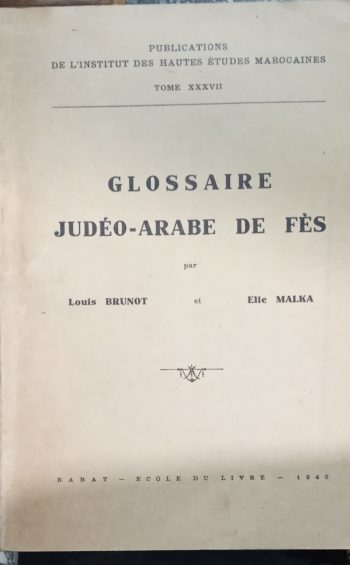 PUBLICATIONS
DE L'INSTITUT DES HAUTES ÉTUDES MAROCAINES
TOME XXXVII
GLOSSAIRE
JUDÉO-ARABE DE FÈS
par
Louis BRUNOT et Elie MALKA
RABAT — ECOLE DU LIVRE — 1940